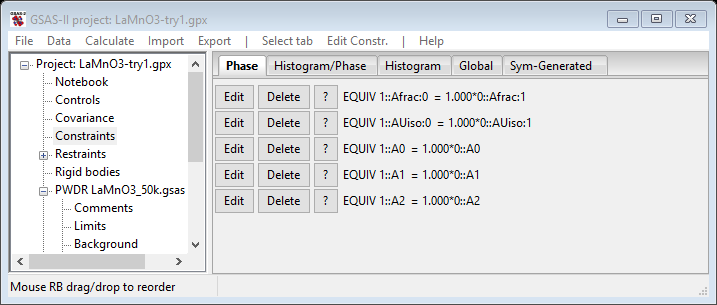 GSAS-II project: LaMnO3-try1.gpx
File Data Calculate Import Export | Select tab Edit Constr. | Help
Project: LaMnO3-try1.gpx
Notebook
Controls
Covariance
Constraints
Restraints
Rigid bodies
PWDR LaMnO3_50k.gsas
Comments
Limits
Background
Phase Histogram/Phase Histogram Global Sym-Generated
Edit Delete ? EQUIV 1::Afrac:0 = 1.000*0::Afrac:1
Edit Delete ? EQUIV 1::AUiso:0 = 1.000*0::AUiso:1
Edit Delete ? EQUIV 1::A0 = 1.000*0::A0
Edit Delete ? EQUIV 1::A1 = 1.000*0::A1
Edit Delete ? EQUIV 1::A2 = 1.000*0::A2
Mouse RB drag/drop to reorder